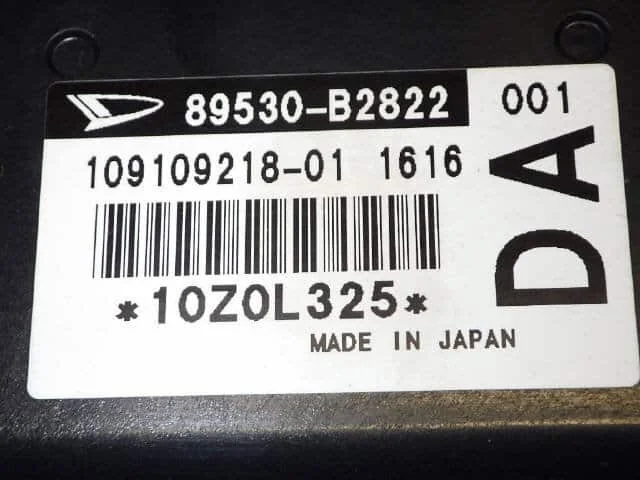 89530-B2822 001
109109218-01 1616
*10Z0L325*
MADE IN JAPAN
DA